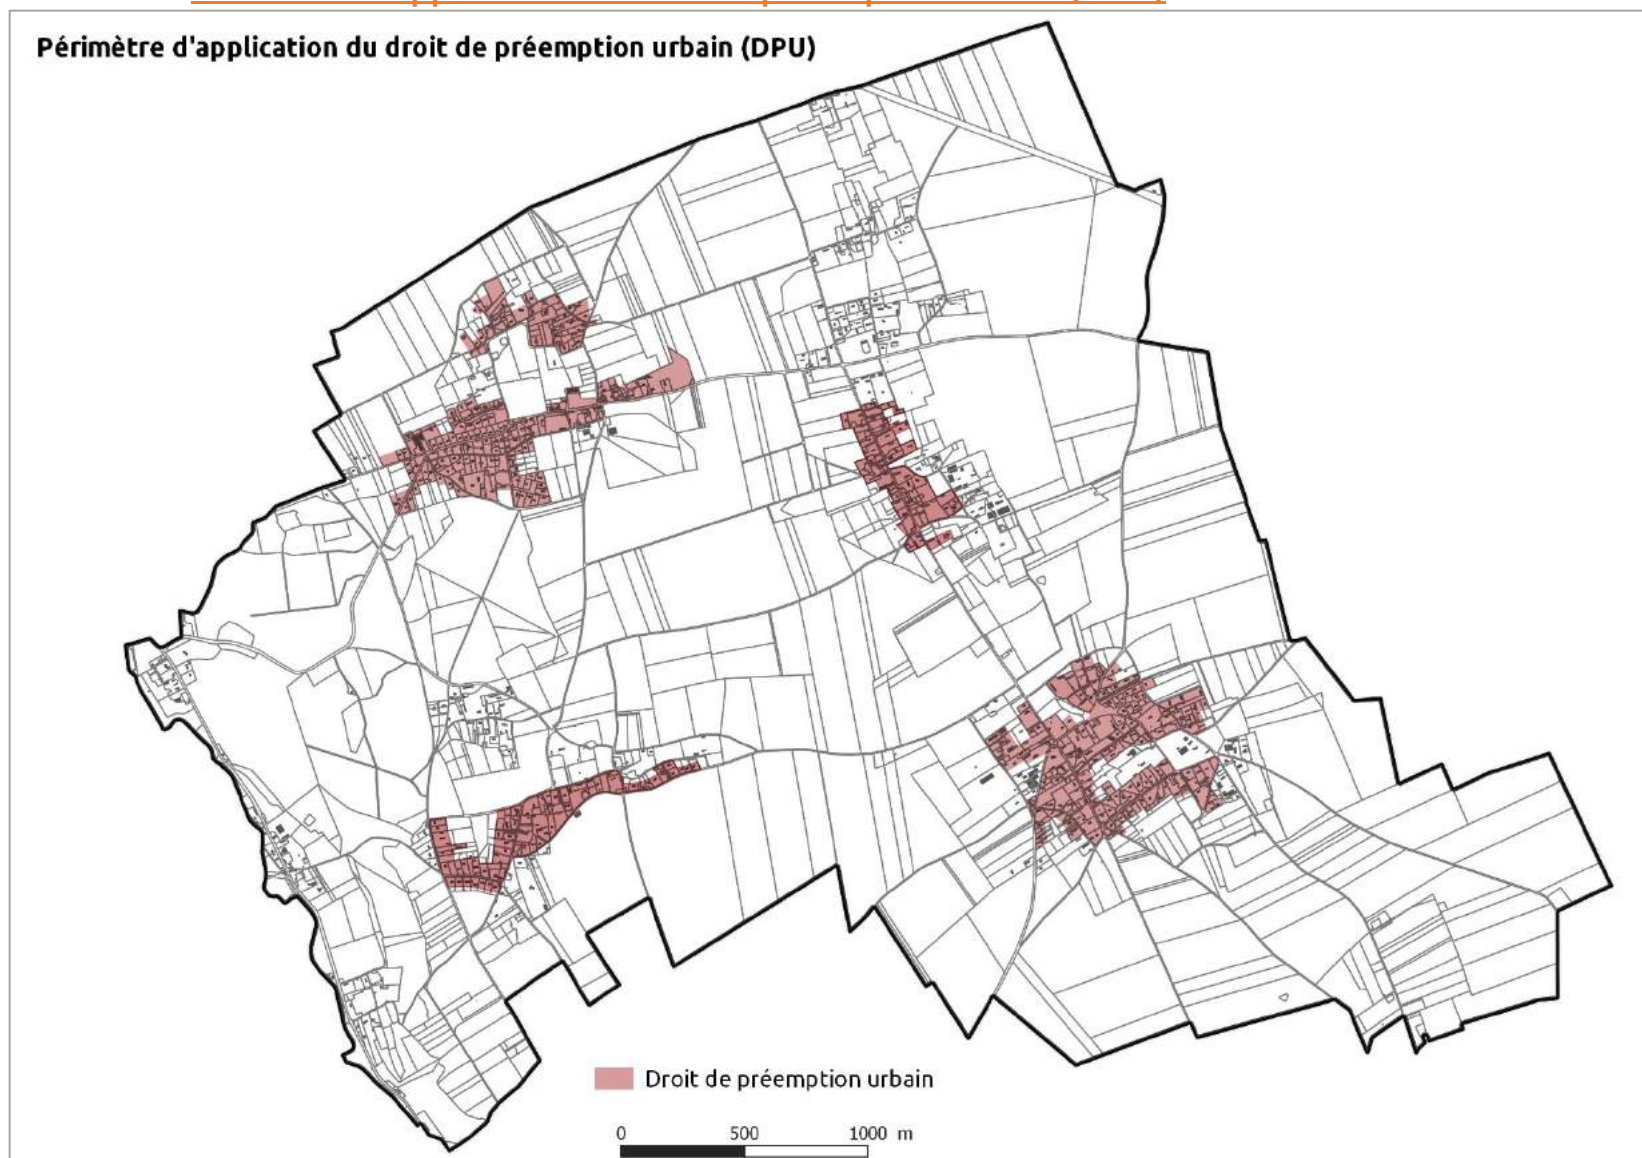 Périmètre d'application du droit de préemption urbain (DPU)
Droit de préemption urbain
0 500 1000 m